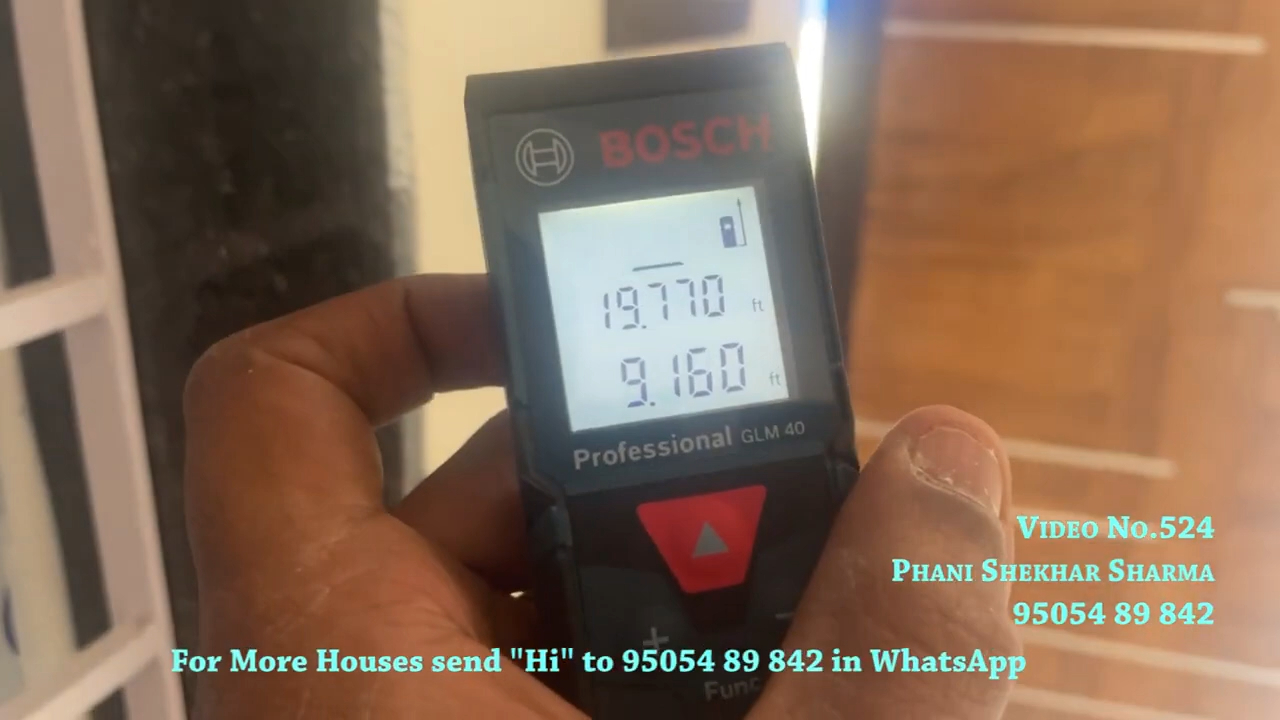 BOSCH
19.770 ft
9.160 ft
Professional GLM 40
Func
Video No.524
Phani Shekhar Sharma
95054 89 842
For More Houses send "Hi" to 95054 89 842 in WhatsApp